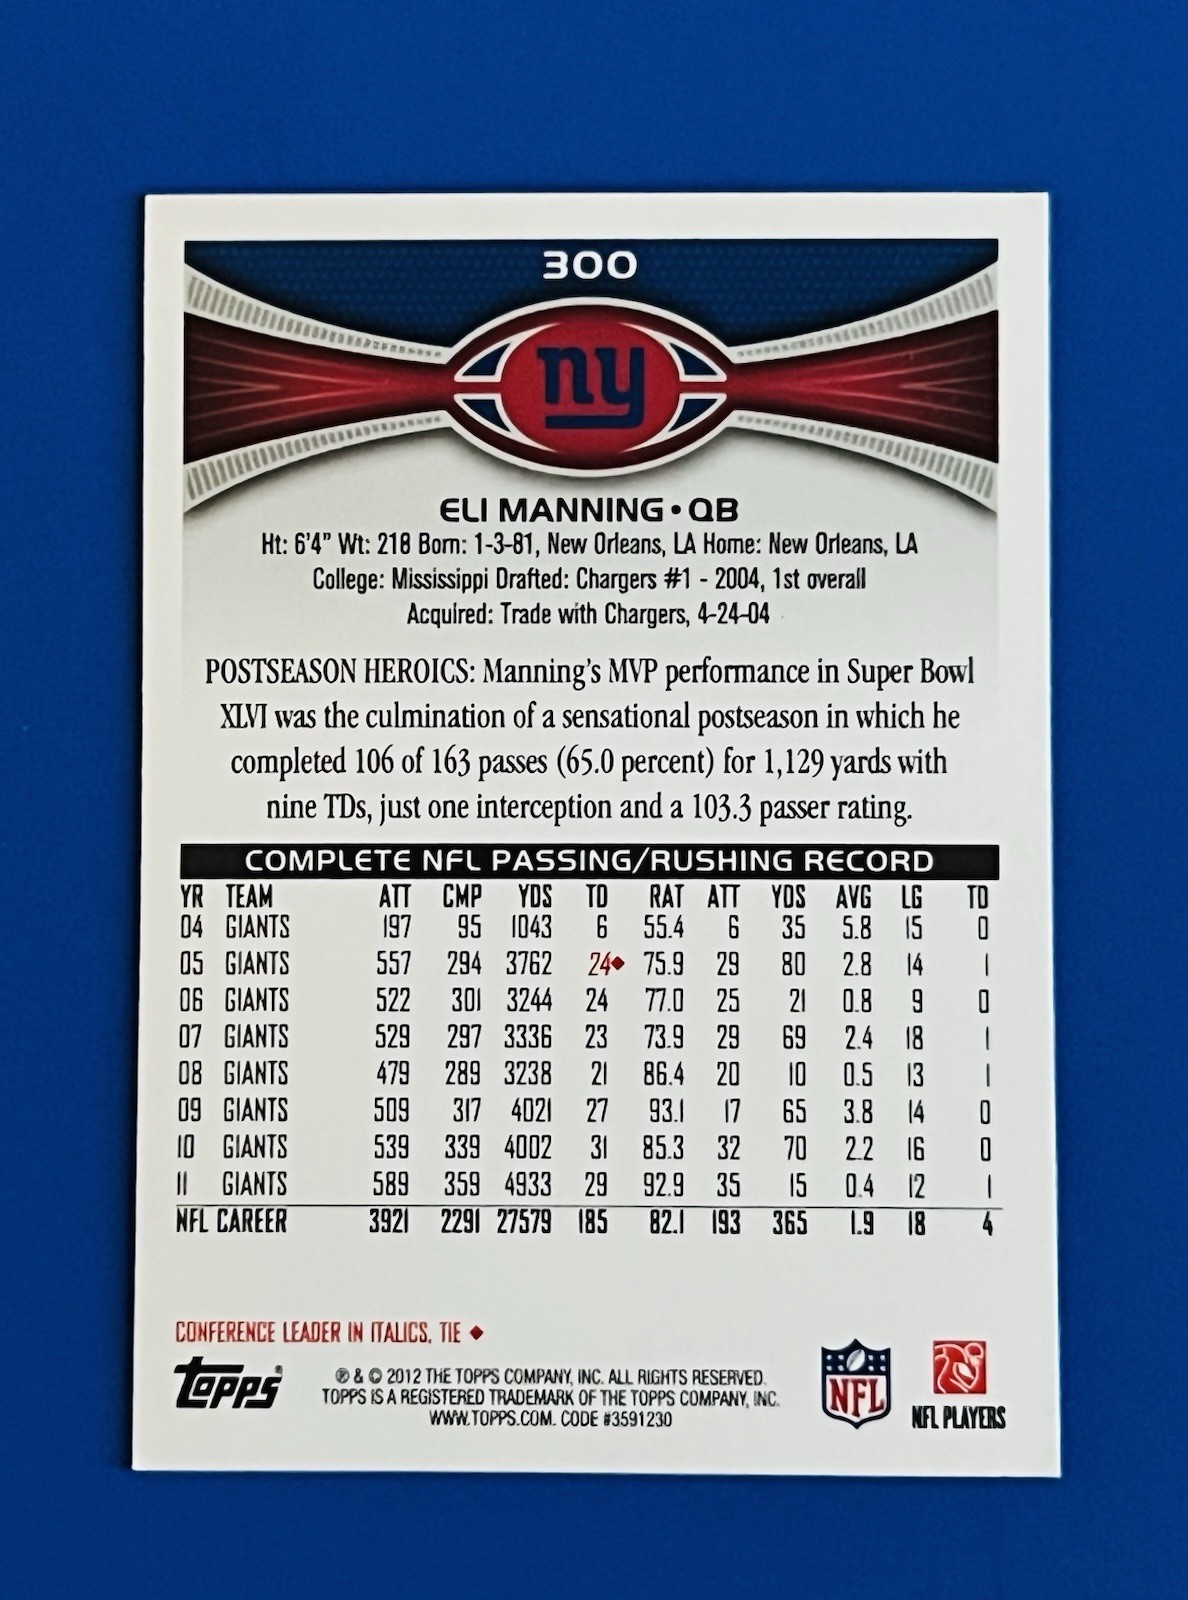 300
ny
ELI MANNING • QB
Ht: 6'4" Wt: 218 Born: 1-3-81, New Orleans, LA Home: New Orleans, LA
College: Mississippi Drafted: Chargers #1 - 2004, 1st overall
Acquired: Trade with Chargers, 4-24-04
POSTSEASON HEROICS: Manning's MVP performance in Super Bowl
XLVI was the culmination of a sensational postseason in which he
completed 106 of 163 passes (65.0 percent) for 1,129 yards with
nine TDs, just one interception and a 103.3 passer rating.
COMPLETE NFL PASSING/RUSHING RECORD
YR TEAM ATT CMP YDS TD RAT ATT YDS AVG LG TD
04 GIANTS 197 95 1043 6 55.4 6 35 5.8 15 0
05 GIANTS 557 294 3762 24♦ 75.9 29 80 2.8 14 1
06 GIANTS 522 301 3244 24 77.0 25 21 0.8 9 0
07 GIANTS 529 297 3336 23 73.9 29 69 2.4 18 1
08 GIANTS 479 289 3238 21 86.4 20 10 0.5 13 1
09 GIANTS 509 317 4021 27 93.1 17 65 3.8 14 0
10 GIANTS 539 339 4002 31 85.3 32 70 2.2 16 0
11 GIANTS 589 359 4933 29 92.9 35 15 0.4 12 1
NFL CAREER 3921 2291 27579 185 82.1 193 365 1.9 18 4
CONFERENCE LEADER IN ITALICS, TIE ♦
Topps®
℗ & © 2012 THE TOPPS COMPANY, INC. ALL RIGHTS RESERVED.
TOPPS IS A REGISTERED TRADEMARK OF THE TOPPS COMPANY, INC.
WWW.TOPPS.COM. CODE #3591230
NFL
NFL PLAYERS